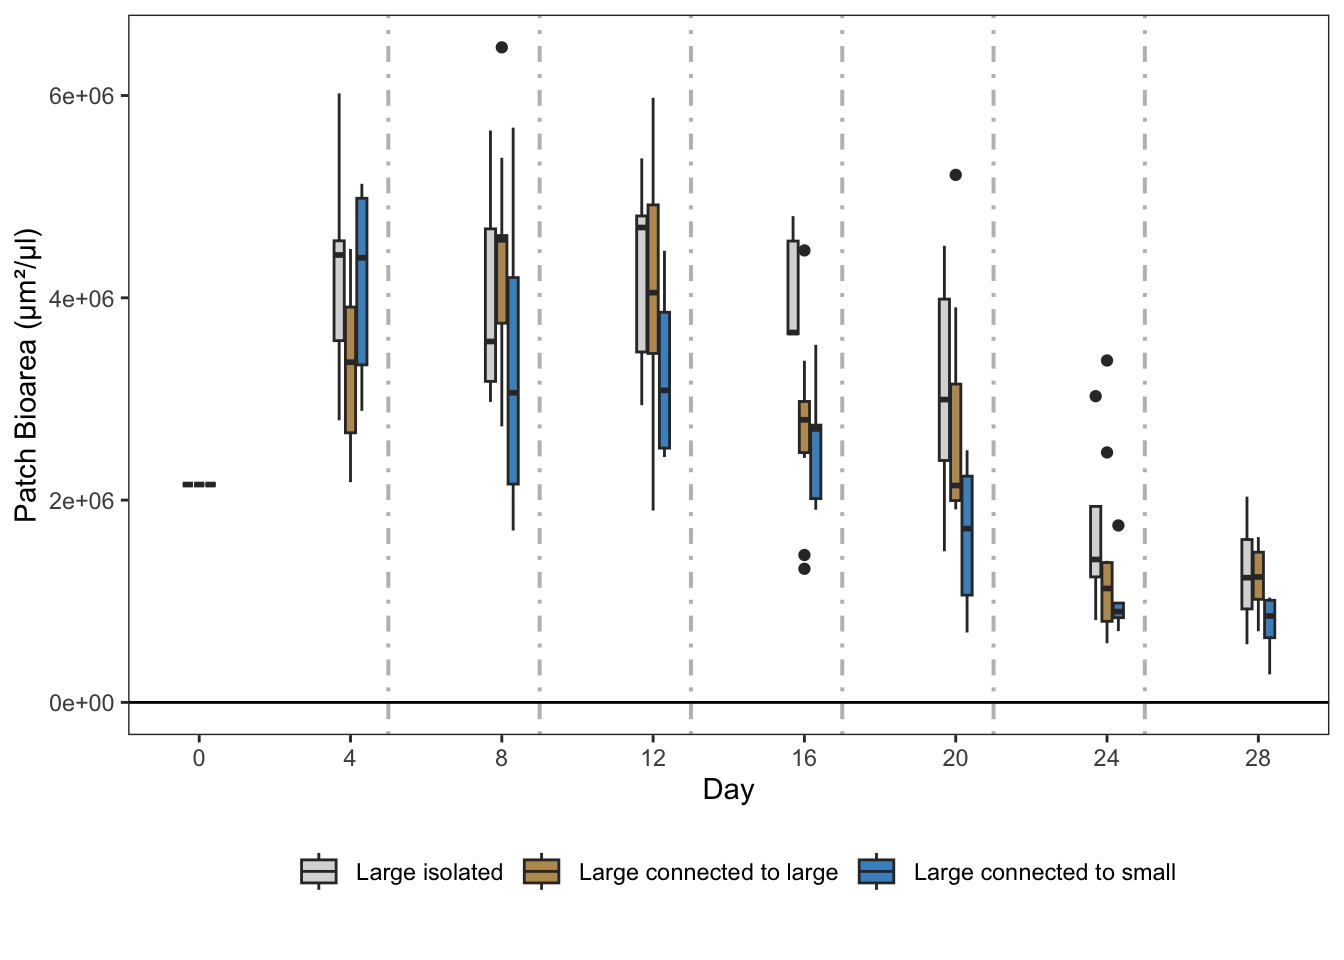 Patch Bioarea (μm²/μl)
6e+06
4e+06
2e+06
0e+00
0 4 8 12 16 20 24 28
Day
Large isolated Large connected to large Large connected to small